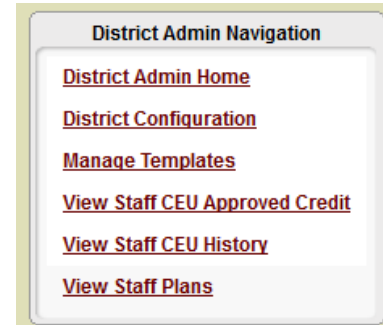 District Admin Navigation
District Admin Home
District Configuration
Manage Templates
View Staff CEU Approved Credit
View Staff CEU History
View Staff Plans